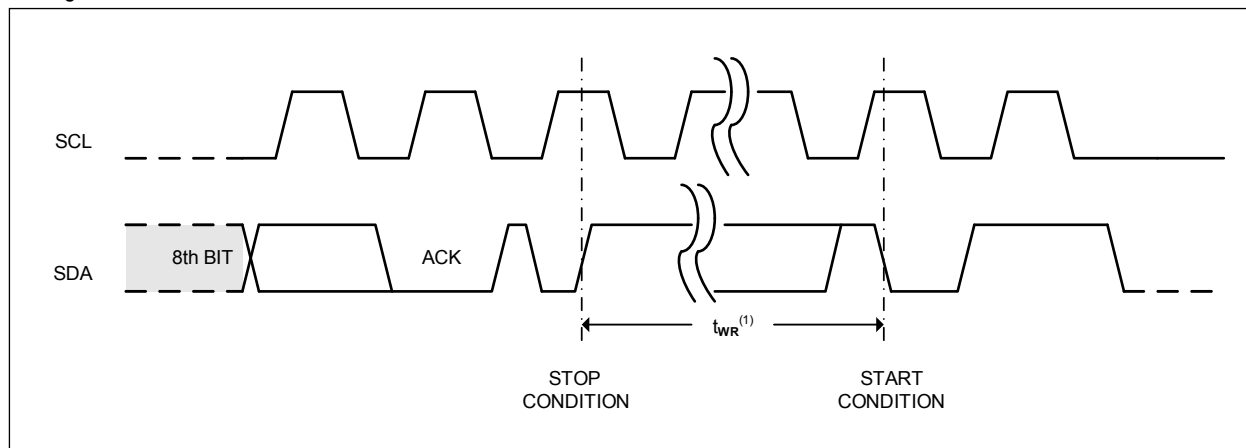 SCL
8th BIT
ACK
SDA
tWR(1)
STOP
CONDITION
START
CONDITION